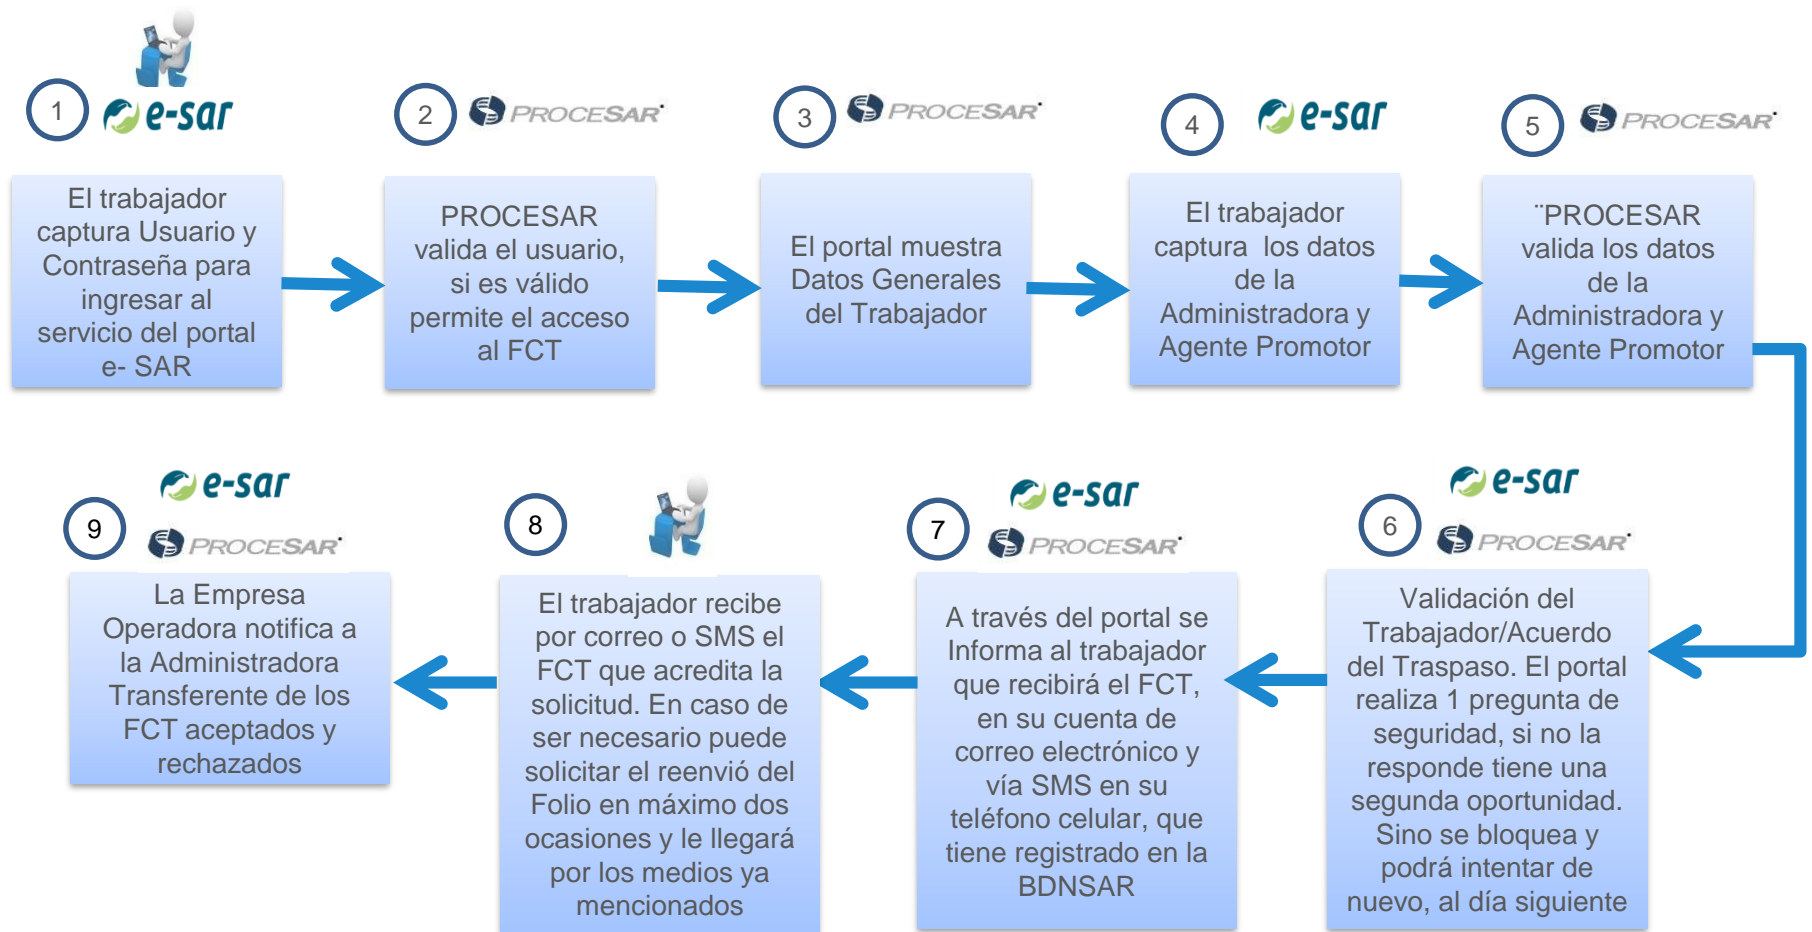 1
e-sar
El trabajador
captura Usuario y
Contraseña para
ingresar al
servicio del portal
e- SAR
2
PROCESAR
PROCESAR
valida el usuario,
si es válido
permite el acceso
al FCT
3
PROCESAR
El portal muestra
Datos Generales
del Trabajador
4
e-sar
El trabajador
captura los datos
de la
Administradora y
Agente Promotor
5
PROCESAR
¨PROCESAR
valida los datos
de la
Administradora y
Agente Promotor
6
e-sar
PROCESAR
Validación del
Trabajador/Acuerdo
del Traspaso. El portal
realiza 1 pregunta de
seguridad, si no la
responde tiene una
segunda oportunidad.
Sino se bloquea y
podrá intentar de
nuevo, al día siguiente
7
e-sar
PROCESAR
A través del portal se
Informa al trabajador
que recibirá el FCT,
en su cuenta de
correo electrónico y
vía SMS en su
teléfono celular, que
tiene registrado en la
BDNSAR
8
El trabajador recibe
por correo o SMS el
FCT que acredita la
solicitud. En caso de
ser necesario puede
solicitar el reenvió del
Folio en máximo dos
ocasiones y le llegará
por los medios ya
mencionados
9
e-sar
PROCESAR
La Empresa
Operadora notifica a
la Administradora
Transferente de los
FCT aceptados y
rechazados